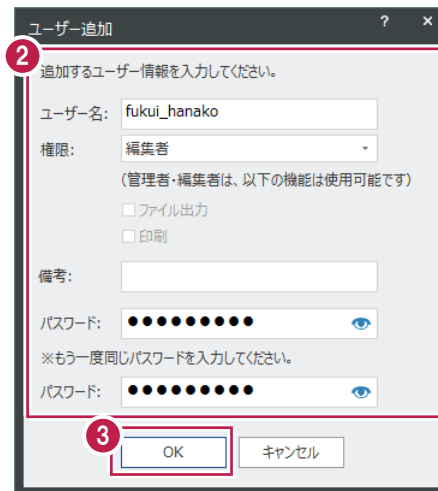 ユーザー追加
? ×
2
追加するユーザー情報を入力してください。
ユーザー名: fukui_hanako
権限: 編集者
(管理者・編集者は、以下の機能は使用可能です)
ファイル出力
印刷
備考:
パスワード: ●●●●●●●●●
※もう一度同じパスワードを入力してください。
パスワード: ●●●●●●●●●
3
OK キャンセル